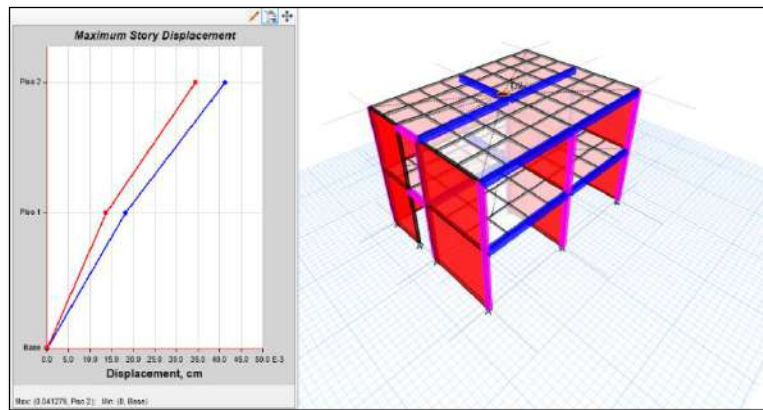 Maximum Story Displacement
Piso 2
Piso 1
Base
0.0 5.0 10.0 15.0 20.0 25.0 30.0 35.0 40.0 45.0 50.0 E-3
Displacement, cm
Max: (0.041279, Piso 2); Min: (0, Base)